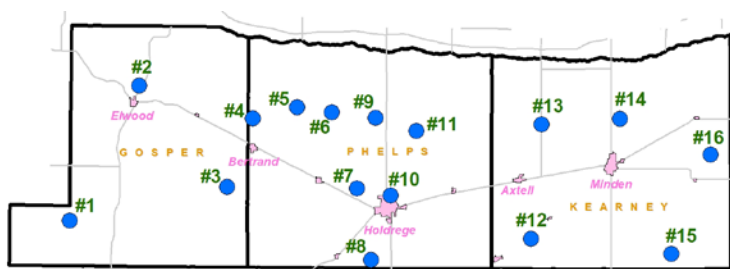 #2
Elwood
#5
#4
#6
#9
#11
#13
#14
#16
GOSPER
Bertrand
PHELPS
#3
#7
#10
Axtell
Minden
#1
Holdrege
KEARNEY
#12
#8
#15